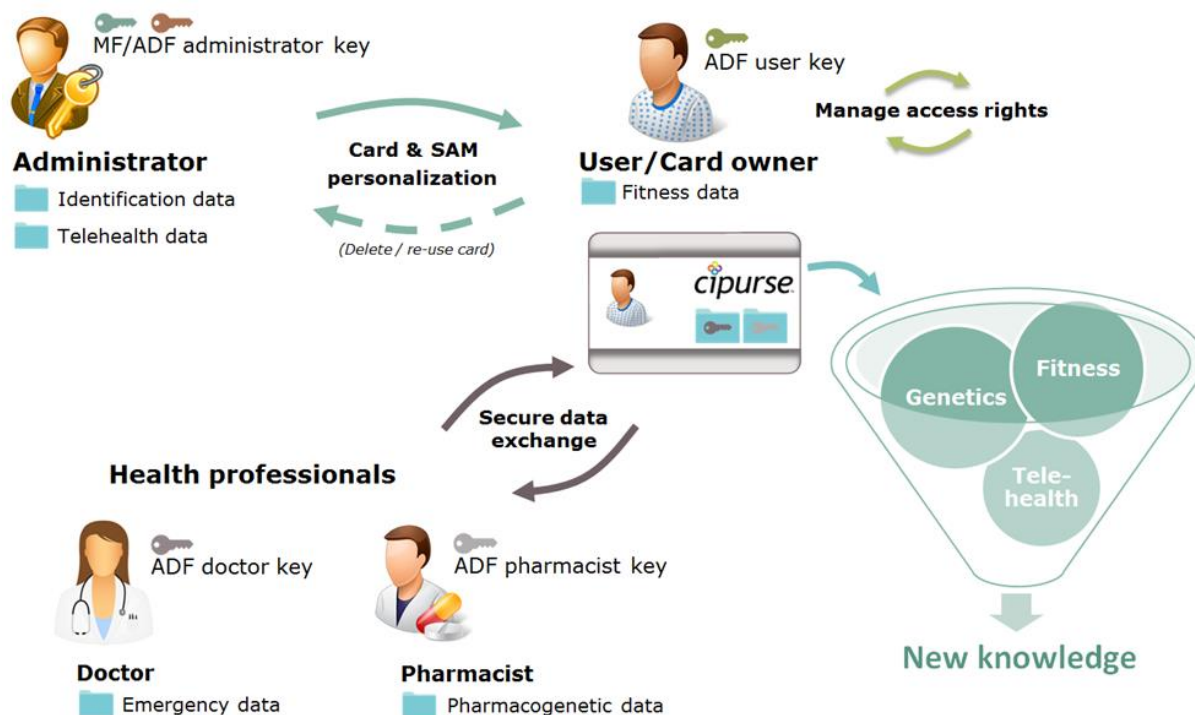 MF/ADF administrator key
Administrator
Identification data
Telehealth data
Card & SAM
personalization
(Delete / re-use card)
ADF user key
User/Card owner
Fitness data
Manage access rights
cipurse™
Secure data
exchange
Health professionals
ADF doctor key
Doctor
Emergency data
ADF pharmacist key
Pharmacist
Pharmacogenetic data
Genetics
Fitness
Tele-
health
New knowledge